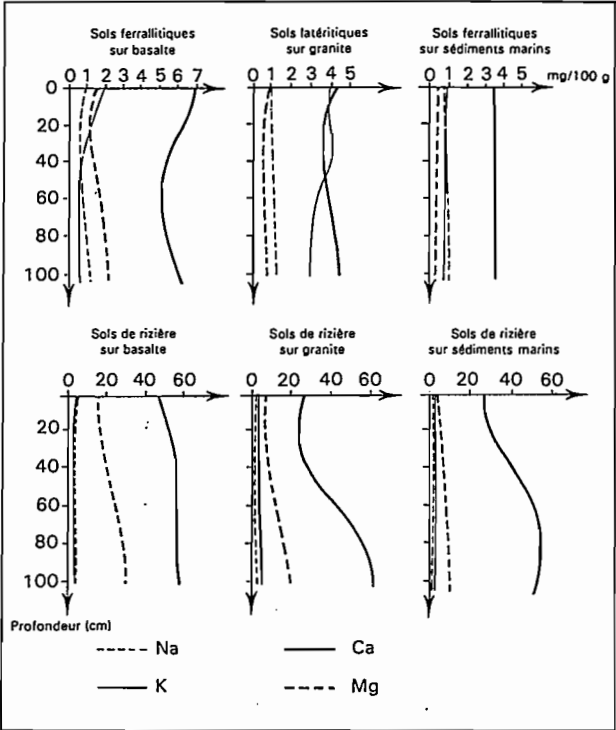 Sols ferrallitiques
sur basalte
Sols latéritiques
sur granite
Sols ferrallitiques
sur sédiments marins
0 1 2 3 5 6 7
0 1 2 3 4 5
0 1 2 3 4 5 mg/100 g
0
20
40
60
80
100
Sols de rizière
sur basalte
Sols de rizière
sur granite
Sols de rizière
sur sédiments marins
0 20 40 60
0 20 40 60
0 20 40 60
20
40
60
80
100
Profondeur (cm)
Na
Ca
K
Mg